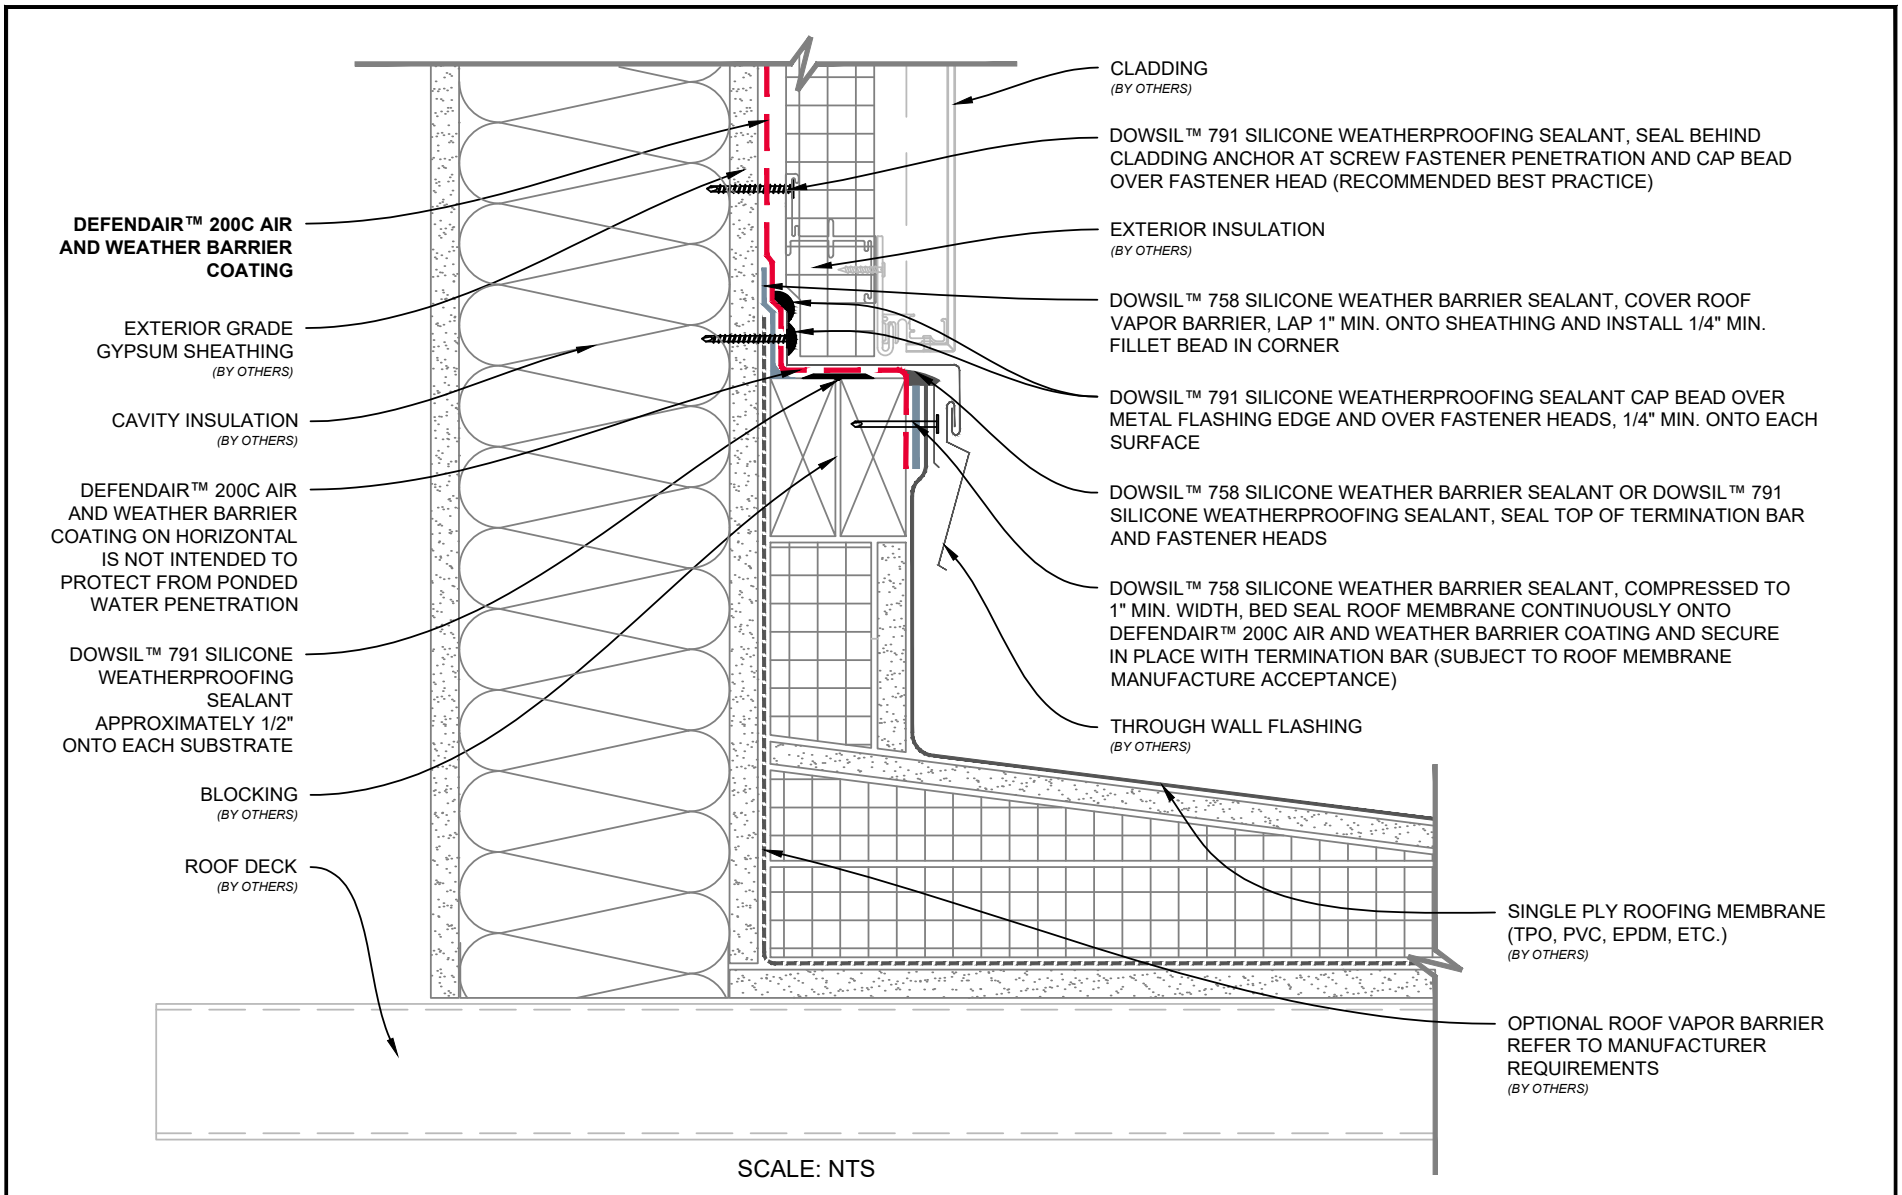 DEFENDAIR™ 200C AIR
AND WEATHER BARRIER
COATING
EXTERIOR GRADE
GYPSUM SHEATHING
(BY OTHERS)
CAVITY INSULATION
(BY OTHERS)
DEFENDAIR™ 200C AIR
AND WEATHER BARRIER
COATING ON HORIZONTAL
IS NOT INTENDED TO
PROTECT FROM PONDED
WATER PENETRATION
DOWSIL™ 791 SILICONE
WEATHERPROOFING
SEALANT
APPROXIMATELY 1/2"
ONTO EACH SUBSTRATE
BLOCKING
(BY OTHERS)
ROOF DECK
(BY OTHERS)
CLADDING
(BY OTHERS)
DOWSIL™ 791 SILICONE WEATHERPROOFING SEALANT, SEAL BEHIND
CLADDING ANCHOR AT SCREW FASTENER PENETRATION AND CAP BEAD
OVER FASTENER HEAD (RECOMMENDED BEST PRACTICE)
EXTERIOR INSULATION
(BY OTHERS)
DOWSIL™ 758 SILICONE WEATHER BARRIER SEALANT, COVER ROOF
VAPOR BARRIER, LAP 1" MIN. ONTO SHEATHING AND INSTALL 1/4" MIN.
FILLET BEAD IN CORNER
DOWSIL™ 791 SILICONE WEATHERPROOFING SEALANT CAP BEAD OVER
METAL FLASHING EDGE AND OVER FASTENER HEADS, 1/4" MIN. ONTO EACH
SURFACE
DOWSIL™ 758 SILICONE WEATHER BARRIER SEALANT OR DOWSIL™ 791
SILICONE WEATHERPROOFING SEALANT, SEAL TOP OF TERMINATION BAR
AND FASTENER HEADS
DOWSIL™ 758 SILICONE WEATHER BARRIER SEALANT, COMPRESSED TO
1" MIN. WIDTH, BED SEAL ROOF MEMBRANE CONTINUOUSLY ONTO
DEFENDAIR™ 200C AIR AND WEATHER BARRIER COATING AND SECURE
IN PLACE WITH TERMINATION BAR (SUBJECT TO ROOF MEMBRANE
MANUFACTURE ACCEPTANCE)
THROUGH WALL FLASHING
(BY OTHERS)
SINGLE PLY ROOFING MEMBRANE
(TPO, PVC, EPDM, ETC.)
(BY OTHERS)
OPTIONAL ROOF VAPOR BARRIER
REFER TO MANUFACTURER
REQUIREMENTS
(BY OTHERS)
SCALE: NTS